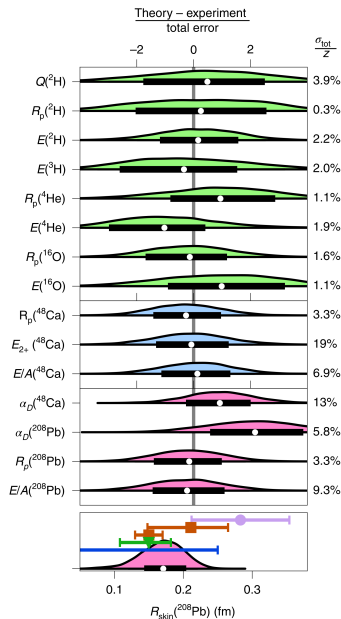 Theory – experiment
total error
σtot
z
−2 0 2
Q(²H) 3.9%
Rp(²H) 0.3%
E(²H) 2.2%
E(³H) 2.0%
Rp(⁴He) 1.1%
E(⁴He) 1.9%
Rp(¹⁶O) 1.6%
E(¹⁶O) 1.1%
Rp(⁴⁸Ca) 3.3%
E2+ (⁴⁸Ca) 19%
E/A(⁴⁸Ca) 6.9%
αD(⁴⁸Ca) 13%
αD(²⁰⁸Pb) 5.8%
Rp(²⁰⁸Pb) 3.3%
E/A(²⁰⁸Pb) 9.3%
0.1 0.2 0.3
Rskin(²⁰⁸Pb) (fm)